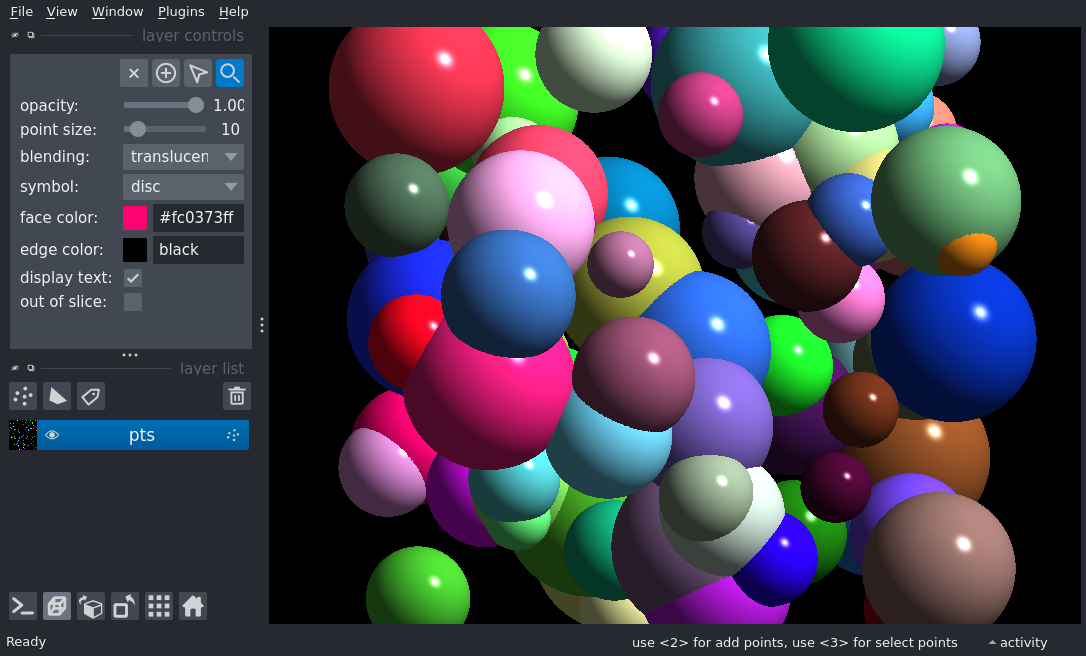 File View Window Plugins Help
layer controls
opacity: 1.00
point size: 10
blending: translucen
symbol: disc
face color: #fc0373ff
edge color: black
display text:
out of slice:
layer list
pts
Ready
use <2> for add points, use <3> for select points
activity